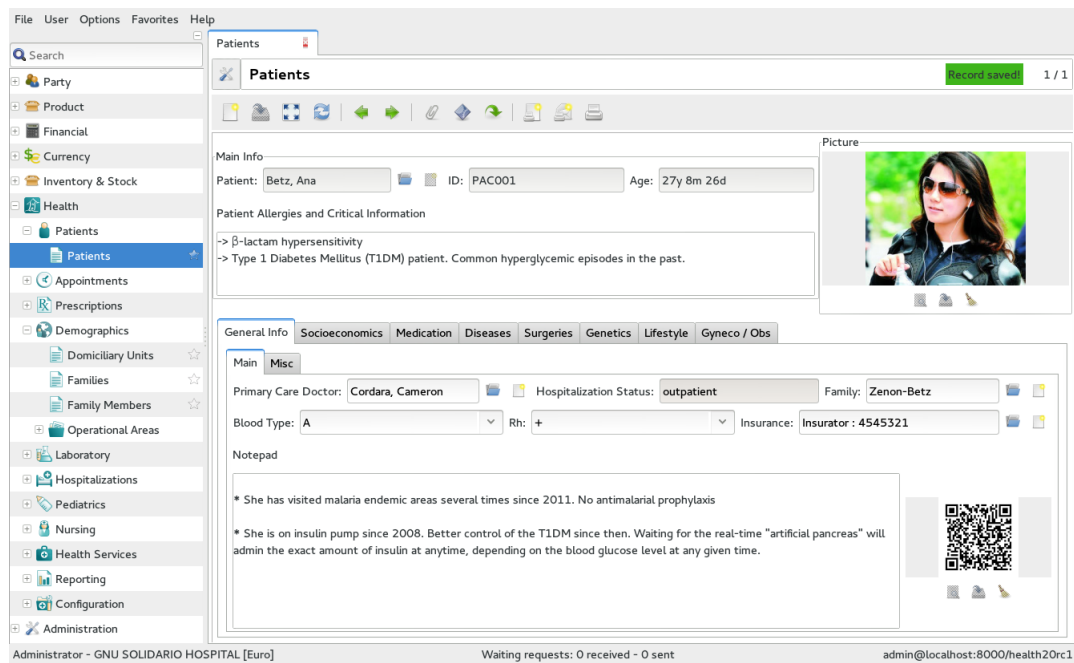 File User Options Favorites Help
Search
Party
Product
Financial
Currency
Inventory & Stock
Health
Patients
Patients
Appointments
Prescriptions
Demographics
Domiciliary Units
Families
Family Members
Operational Areas
Laboratory
Hospitalizations
Pediatrics
Nursing
Health Services
Reporting
Configuration
Administration
Patients
Patients
Record saved! 1 / 1
Main Info
Patient: Betz, Ana ID: PAC001 Age: 27y 8m 26d
Patient Allergies and Critical Information
-> β-lactam hypersensitivity
-> Type 1 Diabetes Mellitus (T1DM) patient. Common hyperglycemic episodes in the past.
Picture
General Info Socioeconomics Medication Diseases Surgeries Genetics Lifestyle Gyneco / Obs
Main Misc
Primary Care Doctor: Cordara, Cameron Hospitalization Status: outpatient Family: Zenon-Betz
Blood Type: A Rh: + Insurance: Insurator : 4545321
Notepad
* She has visited malaria endemic areas several times since 2011. No antimalarial prophylaxis
* She is on insulin pump since 2008. Better control of the T1DM since then. Waiting for the real-time "artificial pancreas" will
admin the exact amount of insulin at anytime, depending on the blood glucose level at any given time.
Administrator - GNU SOLIDARIO HOSPITAL [Euro] Waiting requests: 0 received - 0 sent admin@localhost:8000/health20rc1